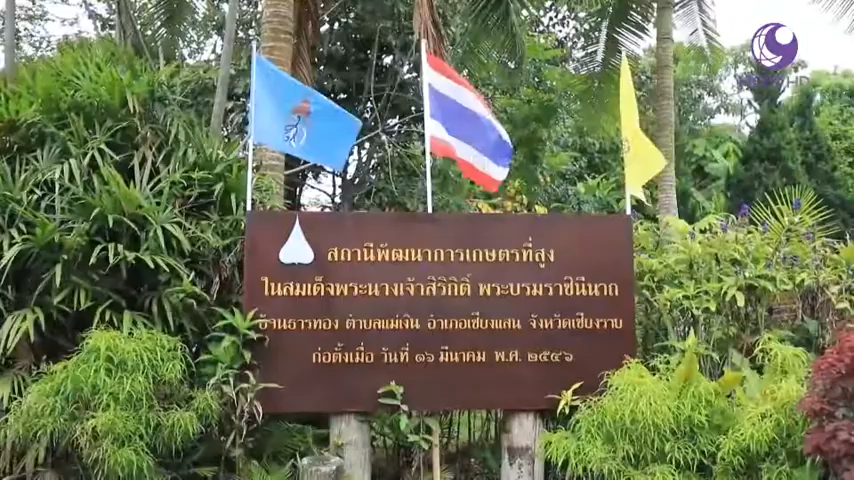 สถานีพัฒนาการเกษตรที่สูง
ในสมเด็จพระนางเจ้าสิริกิติ์ พระบรมราชินีนาถ
บ้านธารทอง ตำบลแม่เงิน อำเภอเชียงแสน จังหวัดเชียงราย
ก่อตั้งเมื่อ วันที่ ๑๖ มีนาคม พ.ศ. ๒๕๔๖